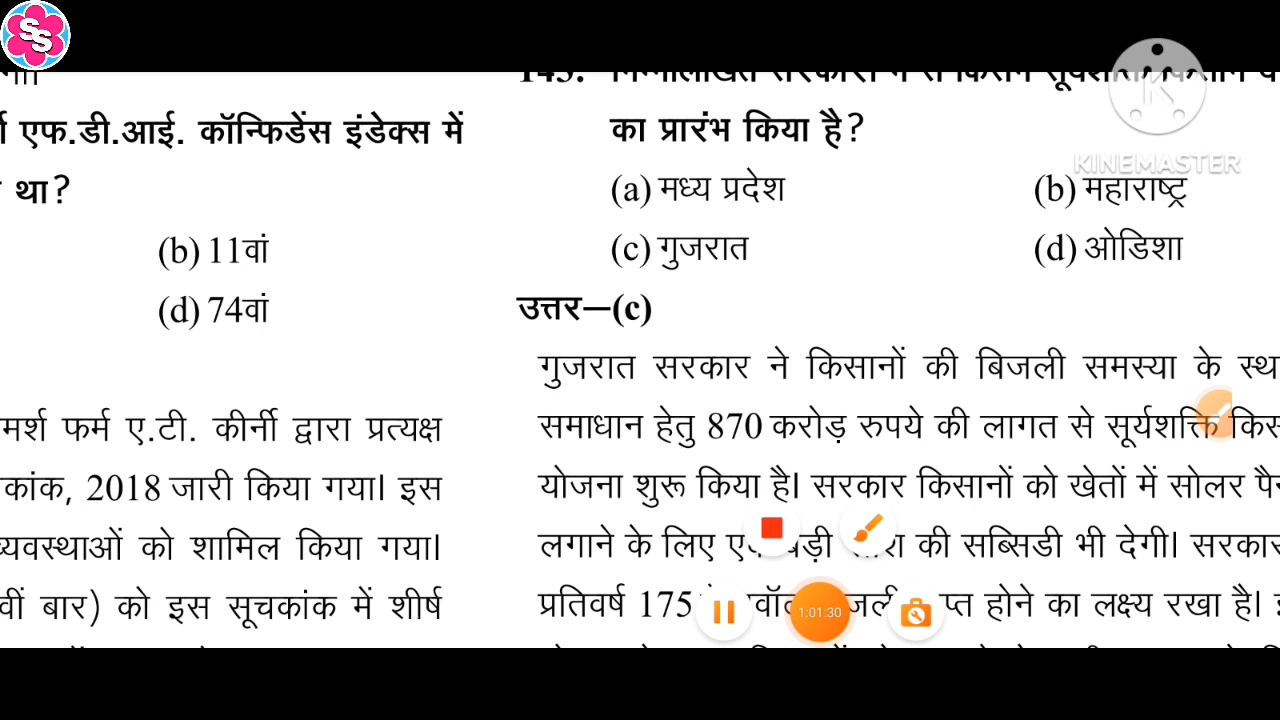 SS
एफ.डी.आई. कॉन्फिडेंस इंडेक्स में
था?
(b) 11वां
(d) 74वां
फर्म ए.टी. कीर्नी द्वारा प्रत्यक्ष
2018 जारी किया गया। इस
को शामिल किया गया।
बार) को इस सूचकांक में शीर्ष
का प्रारंभ किया है?
(a) मध्य प्रदेश
(b) महाराष्ट्र
(c) गुजरात
(d) ओडिशा
उत्तर—(c)
गुजरात सरकार ने किसानों की बिजली समस्या के
समाधान हेतु 870 करोड़ रुपये की लागत से सूर्यशक्ति
योजना शुरू किया है। सरकार किसानों को खेतों में सोलर
लगाने के लिए की सब्सिडी भी देगी। सरकार
प्रतिवर्ष 175 होने का लक्ष्य रखा है।
KINEMASTER
1:01:30